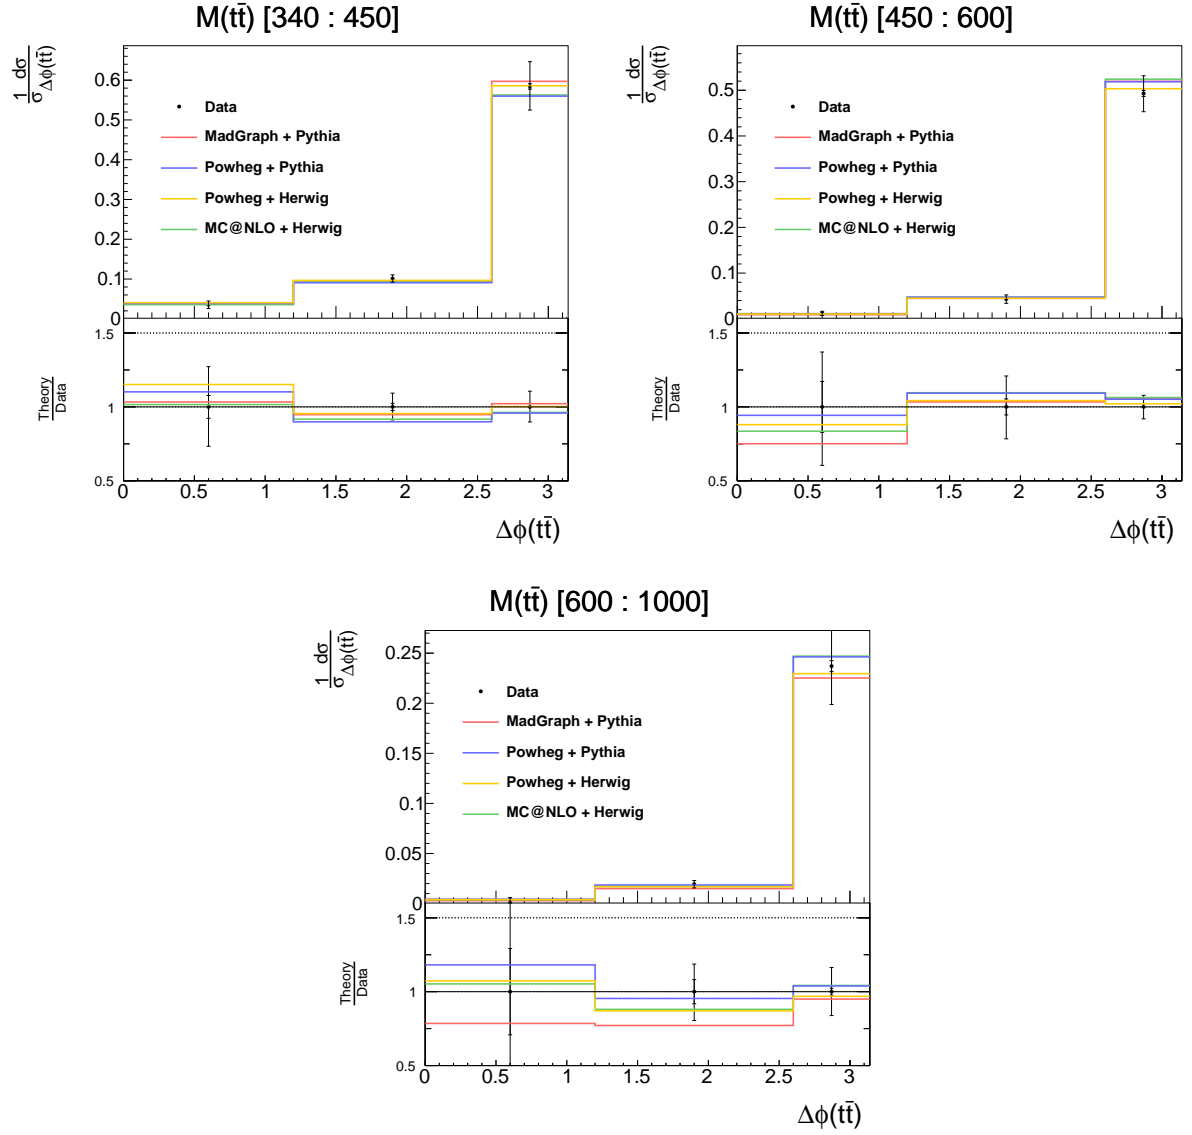 M(tt̄) [340 : 450]
1/σ dσ/Δφ(tt̄)
0.6
0.5
0.4
0.3
0.2
0.1
0
Data
MadGraph + Pythia
Powheg + Pythia
Powheg + Herwig
MC@NLO + Herwig
Theory/Data
1.5
1
0.5
0 0.5 1 1.5 2 2.5 3
Δφ(tt̄)
M(tt̄) [450 : 600]
1/σ dσ/Δφ(tt̄)
0.5
0.4
0.3
0.2
0.1
0
Data
MadGraph + Pythia
Powheg + Pythia
Powheg + Herwig
MC@NLO + Herwig
Theory/Data
1.5
1
0.5
0 0.5 1 1.5 2 2.5 3
Δφ(tt̄)
M(tt̄) [600 : 1000]
1/σ dσ/Δφ(tt̄)
0.25
0.2
0.15
0.1
0.05
0
Data
MadGraph + Pythia
Powheg + Pythia
Powheg + Herwig
MC@NLO + Herwig
Theory/Data
1.5
1
0.5
0 0.5 1 1.5 2 2.5 3
Δφ(tt̄)